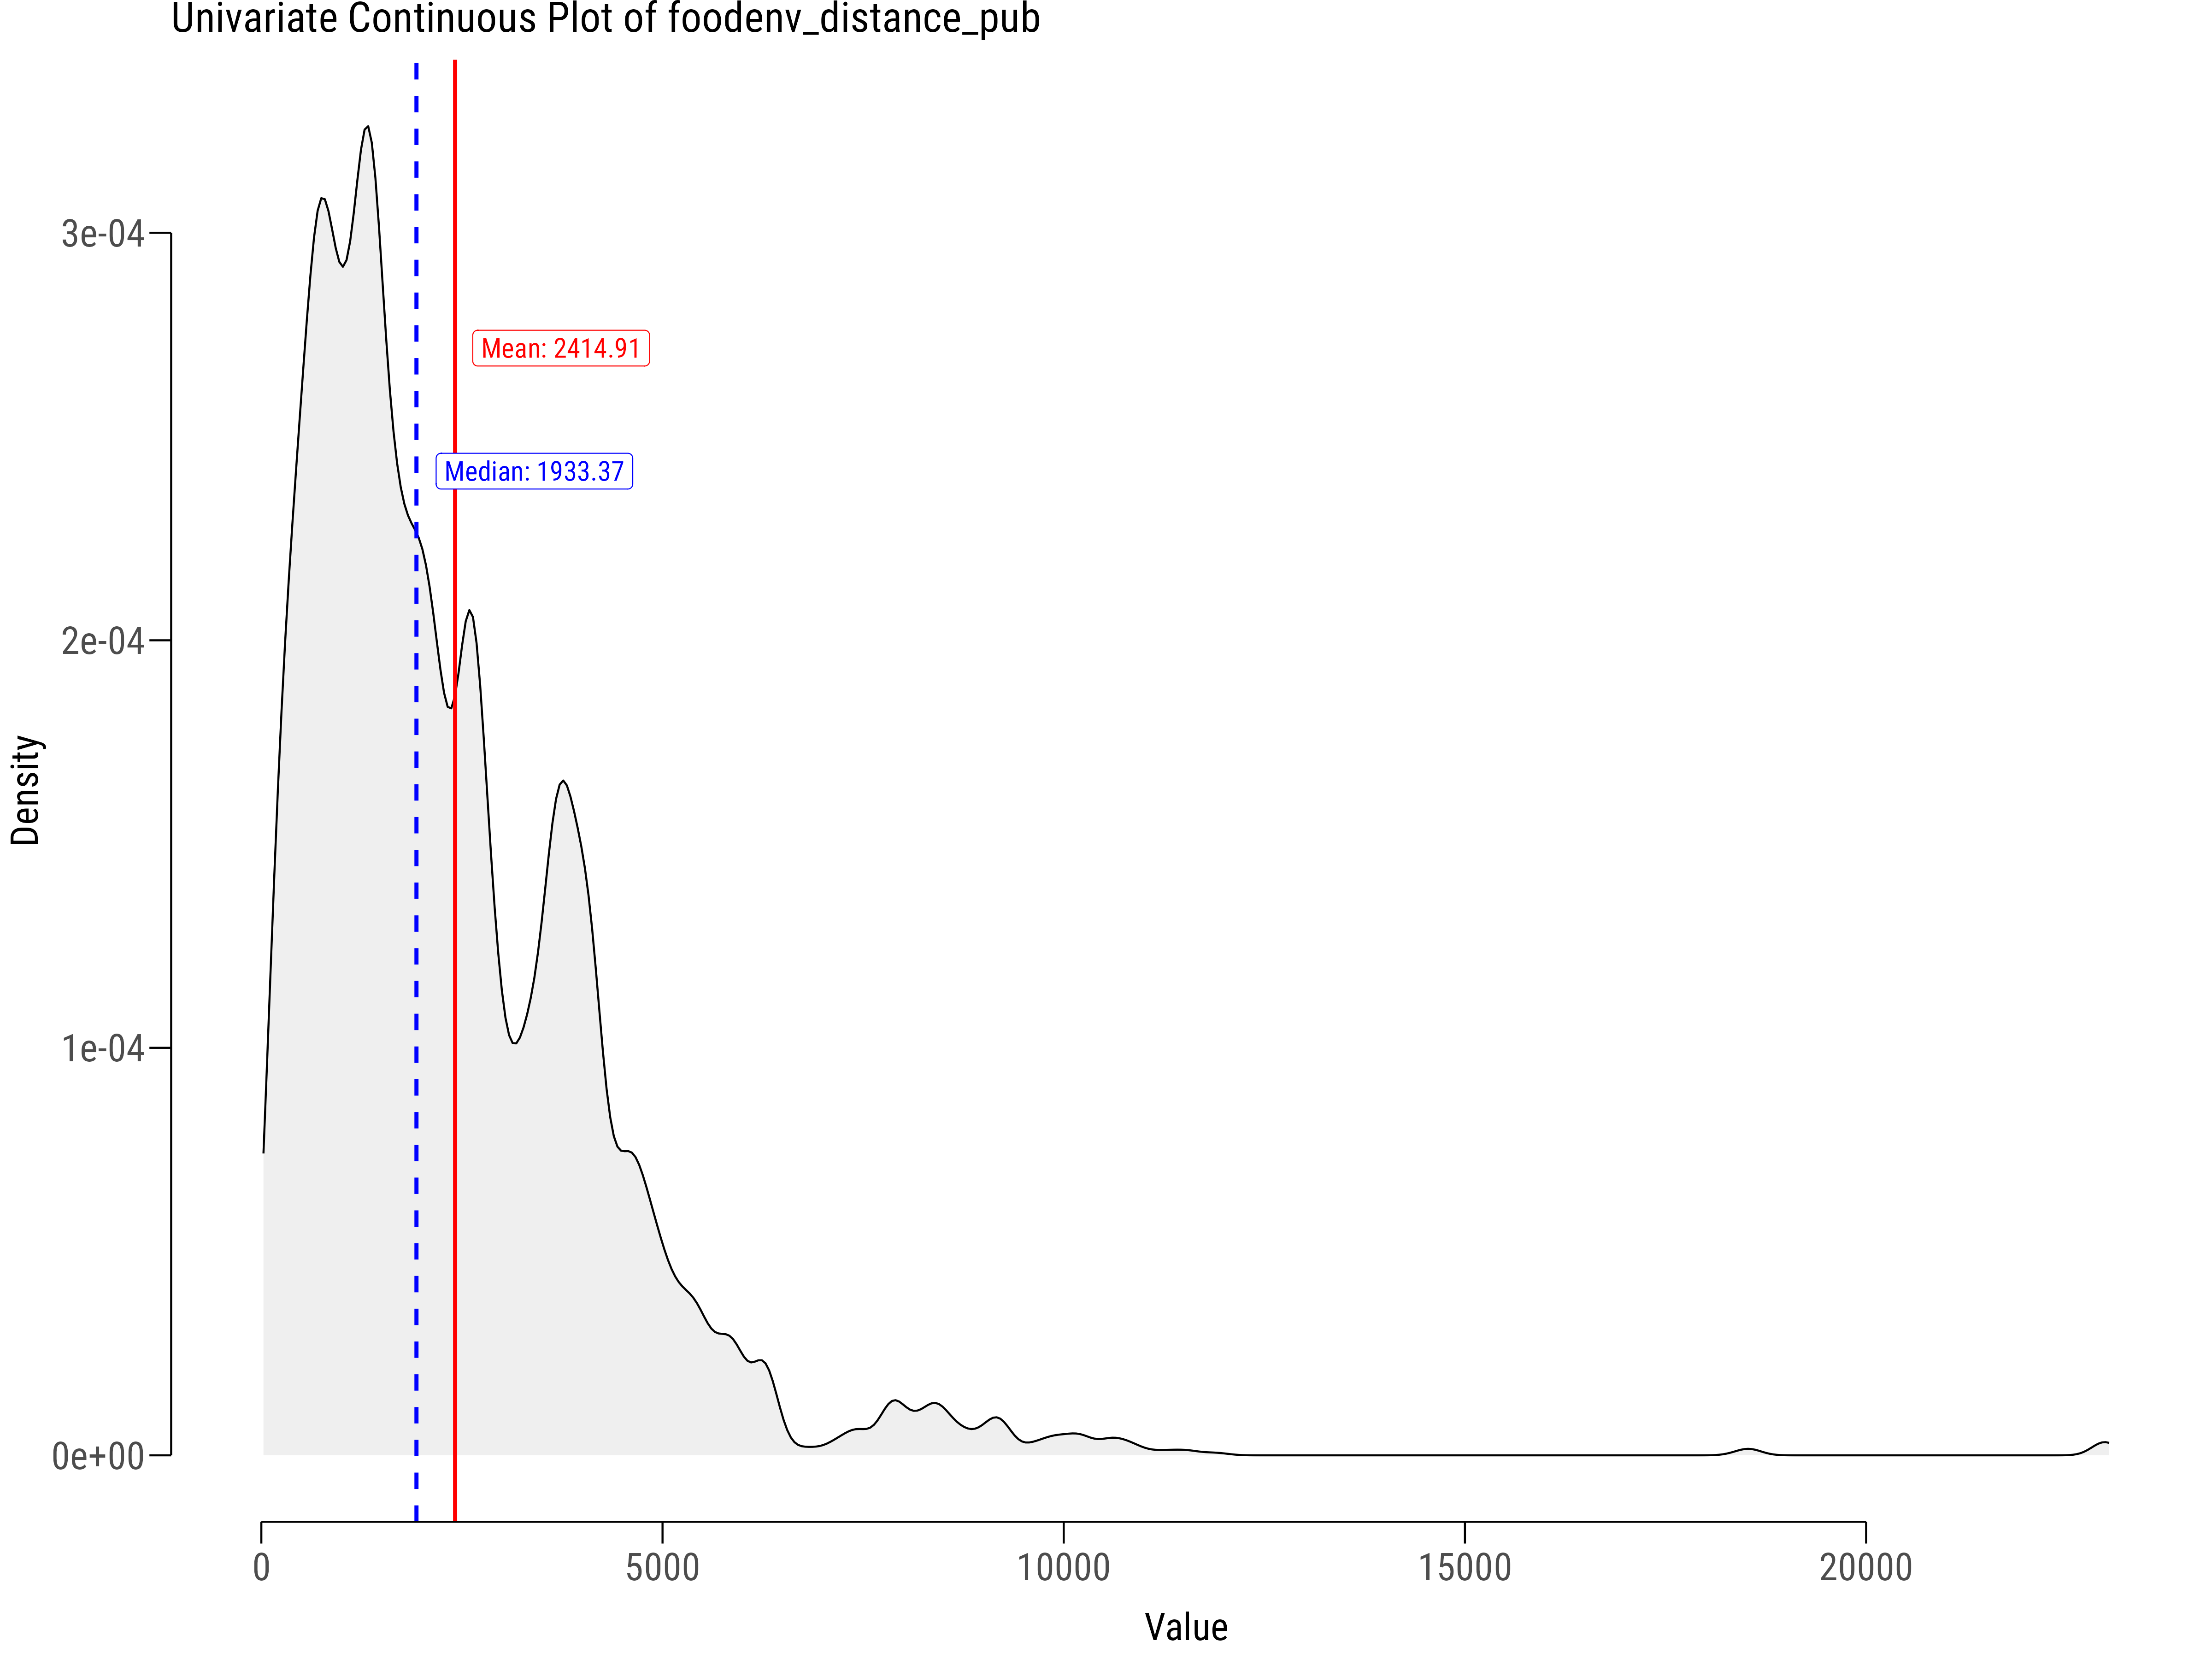 Univariate Continuous Plot of foodenv_distance_pub
3e-04
Mean: 2414.91
Median: 1933.37
2e-04
Density
1e-04
0e+00
0
5000
10000
15000
20000
Value